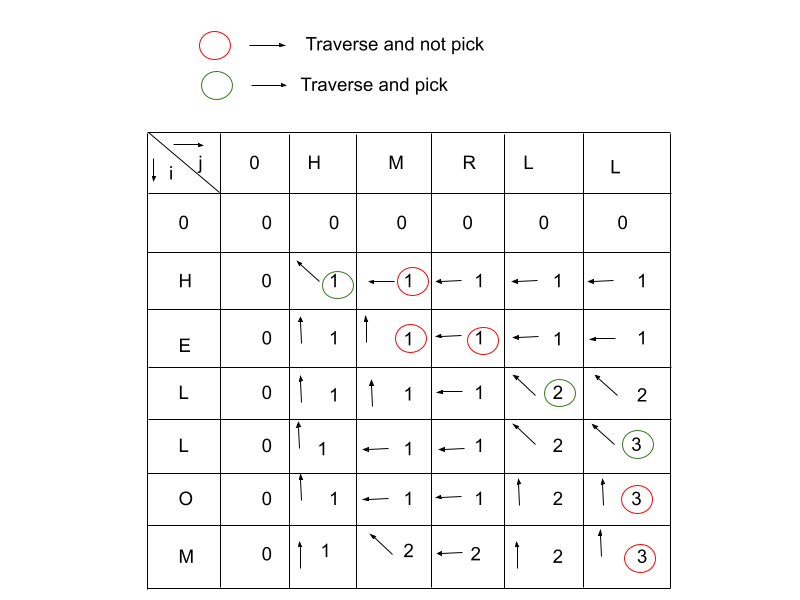 Traverse and not pick
Traverse and pick
i j 0 H M R L L
0 0 0 0 0 0 0
H 0 1 1 1 1 1
E 0 1 1 1 1 1
L 0 1 1 1 2 2
L 0 1 1 1 2 3
O 0 1 1 1 2 3
M 0 1 2 2 2 3